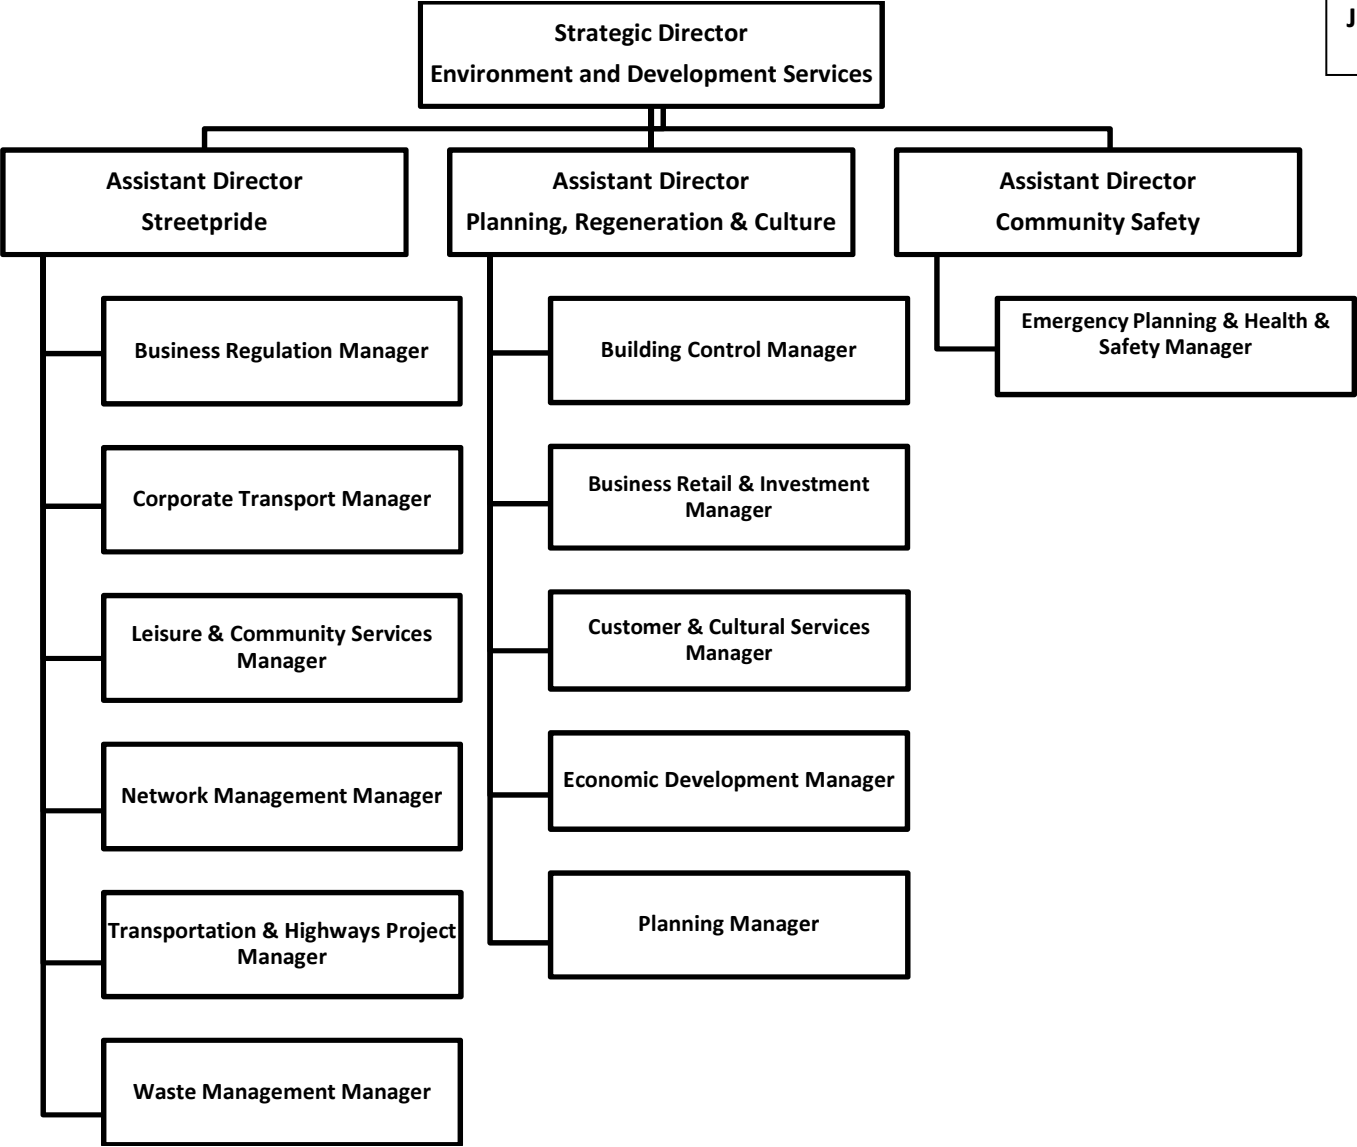 Strategic Director
Environment and Development Services
J
Assistant Director
Streetpride
Assistant Director
Planning, Regeneration & Culture
Assistant Director
Community Safety
Business Regulation Manager
Corporate Transport Manager
Leisure & Community Services
Manager
Network Management Manager
Transportation & Highways Project
Manager
Waste Management Manager
Building Control Manager
Business Retail & Investment
Manager
Customer & Cultural Services
Manager
Economic Development Manager
Planning Manager
Emergency Planning & Health &
Safety Manager